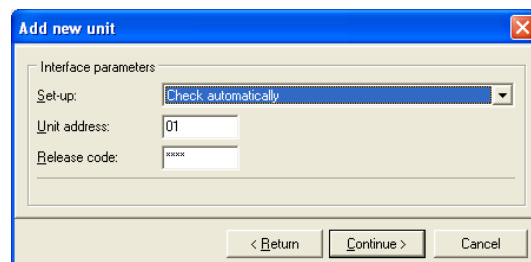 Add new unit
Interface parameters
Set-up: Check automatically
Unit address: 01
Release code: ××××
< Return Continue > Cancel